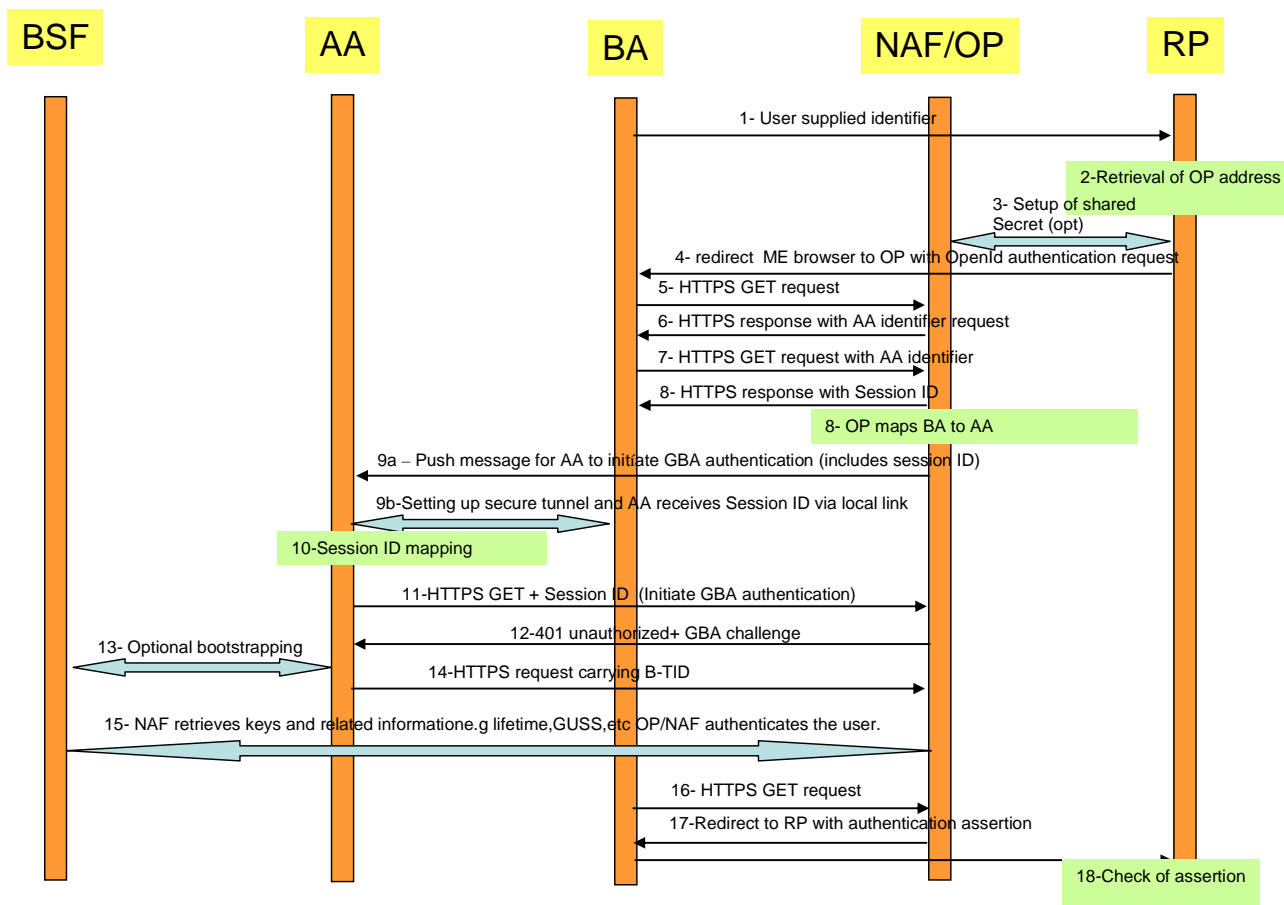 BSF
AA
BA
NAF/OP
RP
1- User supplied identifier
2-Retrieval of OP address
3- Setup of shared
Secret (opt)
4- redirect ME browser to OP with OpenId authentication request
5- HTTPS GET request
6- HTTPS response with AA identifier request
7- HTTPS GET request with AA identifier
8- HTTPS response with Session ID
8- OP maps BA to AA
9a – Push message for AA to initiate GBA authentication (includes session ID)
9b-Setting up secure tunnel and AA receives Session ID via local link
10-Session ID mapping
11-HTTPS GET + Session ID (Initiate GBA authentication)
12-401 unauthorized+ GBA challenge
13- Optional bootstrapping
14-HTTPS request carrying B-TID
15- NAF retrieves keys and related informatione.g lifetime,GUSS,etc OP/NAF authenticates the user.
16- HTTPS GET request
17-Redirect to RP with authentication assertion
18-Check of assertion